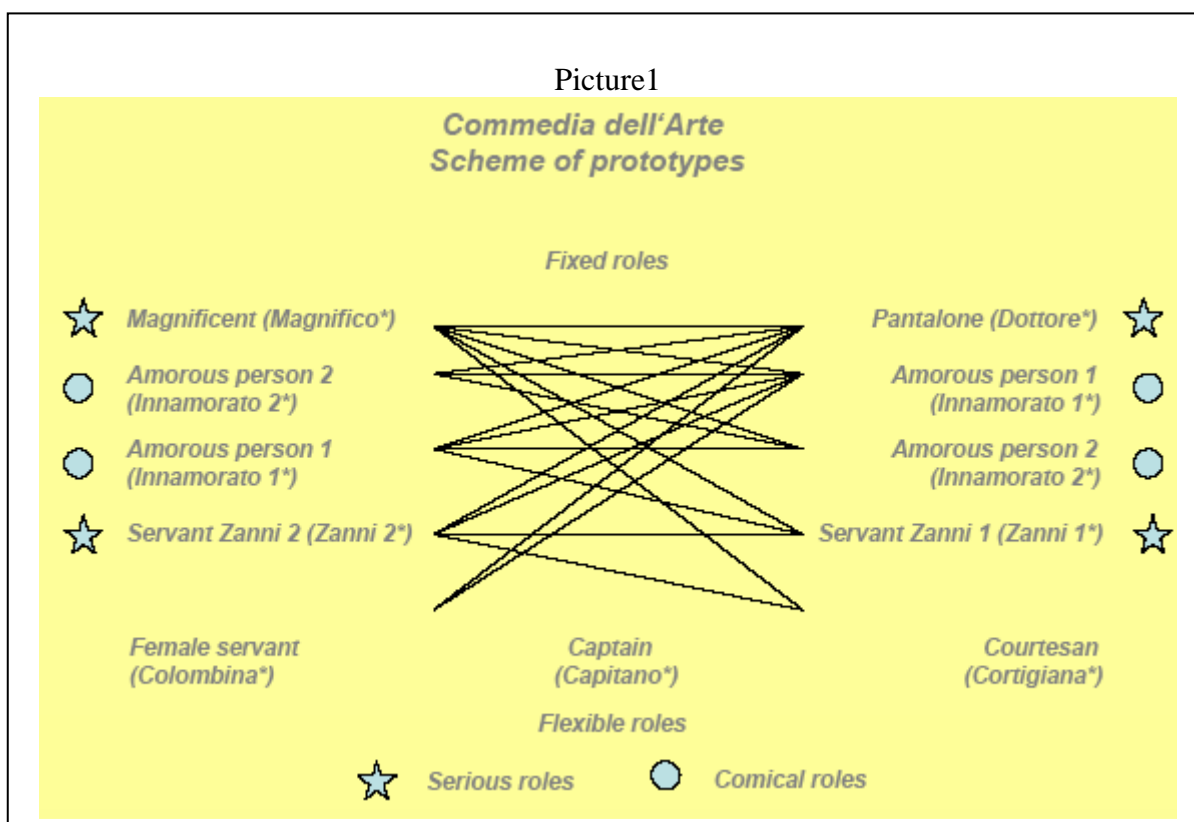 Picture1
Commedia dell'Arte
Scheme of prototypes
Fixed roles
Magnificent (Magnifico*)
Pantalone (Dottore*)
Amorous person 2
(Innamorato 2*)
Amorous person 1
(Innamorato 1*)
Amorous person 1
(Innamorato 1*)
Amorous person 2
(Innamorato 2*)
Servant Zanni 2 (Zanni 2*)
Servant Zanni 1 (Zanni 1*)
Female servant
(Colombina*)
Captain
(Capitano*)
Courtesan
(Cortigiana*)
Flexible roles
Serious roles
Comical roles